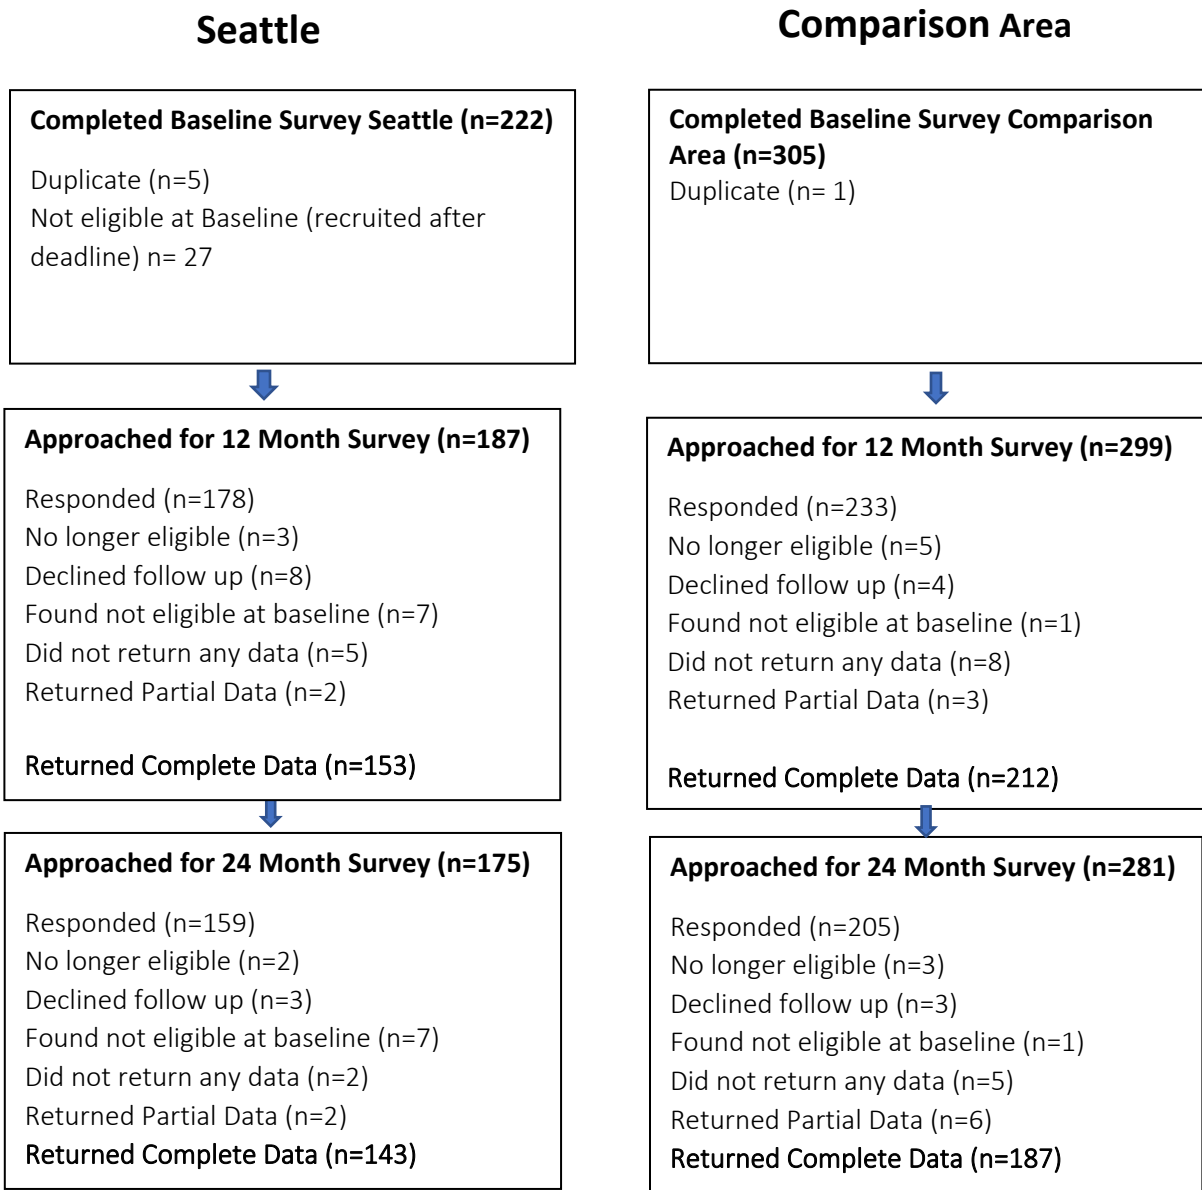 Seattle
Completed Baseline Survey Seattle (n=222)
Duplicate (n=5)
Not eligible at Baseline (recruited after
deadline) n= 27
Approached for 12 Month Survey (n=187)
Responded (n=178)
No longer eligible (n=3)
Declined follow up (n=8)
Found not eligible at baseline (n=7)
Did not return any data (n=5)
Returned Partial Data (n=2)
Returned Complete Data (n=153)
Approached for 24 Month Survey (n=175)
Responded (n=159)
No longer eligible (n=2)
Declined follow up (n=3)
Found not eligible at baseline (n=7)
Did not return any data (n=2)
Returned Partial Data (n=2)
Returned Complete Data (n=143)
Comparison Area
Completed Baseline Survey Comparison
Area (n=305)
Duplicate (n= 1)
Approached for 12 Month Survey (n=299)
Responded (n=233)
No longer eligible (n=5)
Declined follow up (n=4)
Found not eligible at baseline (n=1)
Did not return any data (n=8)
Returned Partial Data (n=3)
Returned Complete Data (n=212)
Approached for 24 Month Survey (n=281)
Responded (n=205)
No longer eligible (n=3)
Declined follow up (n=3)
Found not eligible at baseline (n=1)
Did not return any data (n=5)
Returned Partial Data (n=6)
Returned Complete Data (n=187)